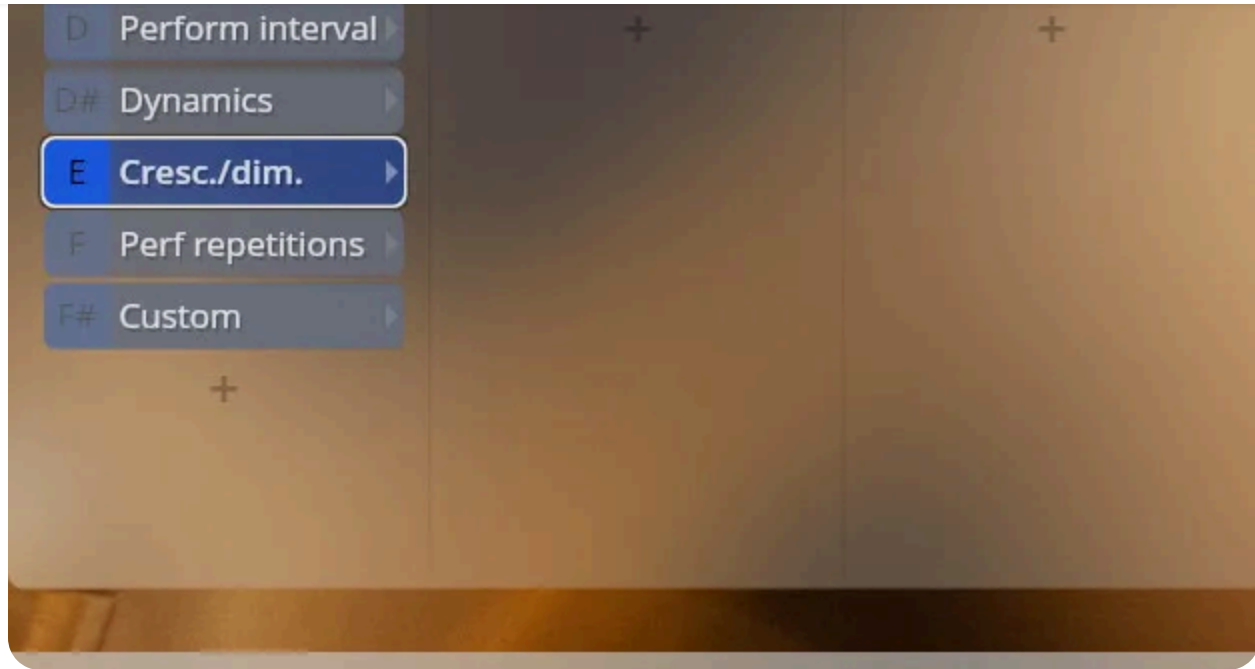 D Perform interval
D# Dynamics
E Cresc./dim.
F Perf repetitions
F# Custom
+ +
+